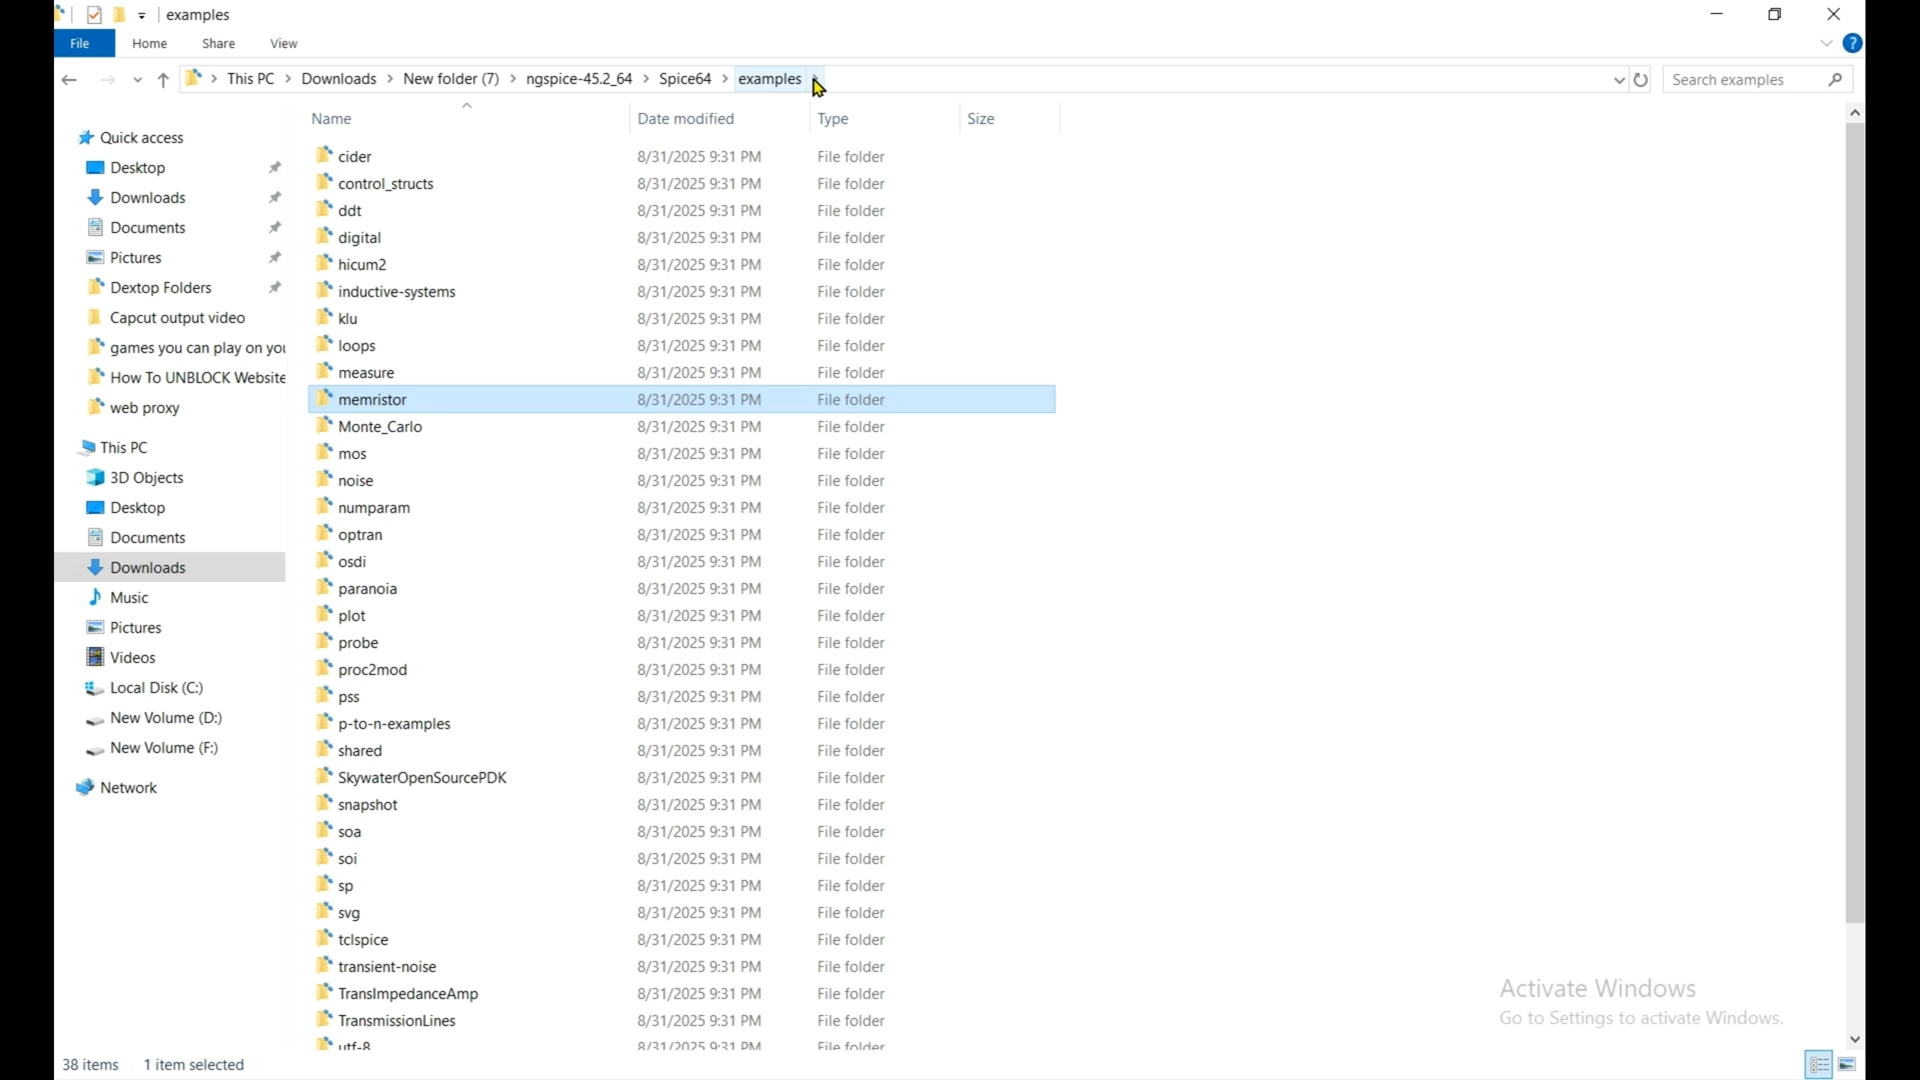 examples
File Home Share View
This PC > Downloads > New folder (7) > ngspice-45.2_64 > Spice64 > examples
Search examples
Name Date modified Type Size
Quick access
Desktop
Downloads
Documents
Pictures
Dextop Folders
Capcut output video
games you can play on you
How To UNBLOCK Website
web proxy
This PC
3D Objects
Desktop
Documents
Downloads
Music
Pictures
Videos
Local Disk (C:)
New Volume (D:)
New Volume (F:)
Network
cider 8/31/2025 9:31 PM File folder
control_structs 8/31/2025 9:31 PM File folder
ddt 8/31/2025 9:31 PM File folder
digital 8/31/2025 9:31 PM File folder
hicum2 8/31/2025 9:31 PM File folder
inductive-systems 8/31/2025 9:31 PM File folder
klu 8/31/2025 9:31 PM File folder
loops 8/31/2025 9:31 PM File folder
measure 8/31/2025 9:31 PM File folder
memristor 8/31/2025 9:31 PM File folder
Monte_Carlo 8/31/2025 9:31 PM File folder
mos 8/31/2025 9:31 PM File folder
noise 8/31/2025 9:31 PM File folder
numparam 8/31/2025 9:31 PM File folder
optran 8/31/2025 9:31 PM File folder
osdi 8/31/2025 9:31 PM File folder
paranoia 8/31/2025 9:31 PM File folder
plot 8/31/2025 9:31 PM File folder
probe 8/31/2025 9:31 PM File folder
proc2mod 8/31/2025 9:31 PM File folder
pss 8/31/2025 9:31 PM File folder
p-to-n-examples 8/31/2025 9:31 PM File folder
shared 8/31/2025 9:31 PM File folder
SkywaterOpenSourcePDK 8/31/2025 9:31 PM File folder
snapshot 8/31/2025 9:31 PM File folder
soa 8/31/2025 9:31 PM File folder
soi 8/31/2025 9:31 PM File folder
sp 8/31/2025 9:31 PM File folder
svg 8/31/2025 9:31 PM File folder
tclspice 8/31/2025 9:31 PM File folder
transient-noise 8/31/2025 9:31 PM File folder
TransImpedanceAmp 8/31/2025 9:31 PM File folder
TransmissionLines 8/31/2025 9:31 PM File folder
utf-8 8/31/2025 9:31 PM File folder
Activate Windows
Go to Settings to activate Windows.
38 items 1 item selected